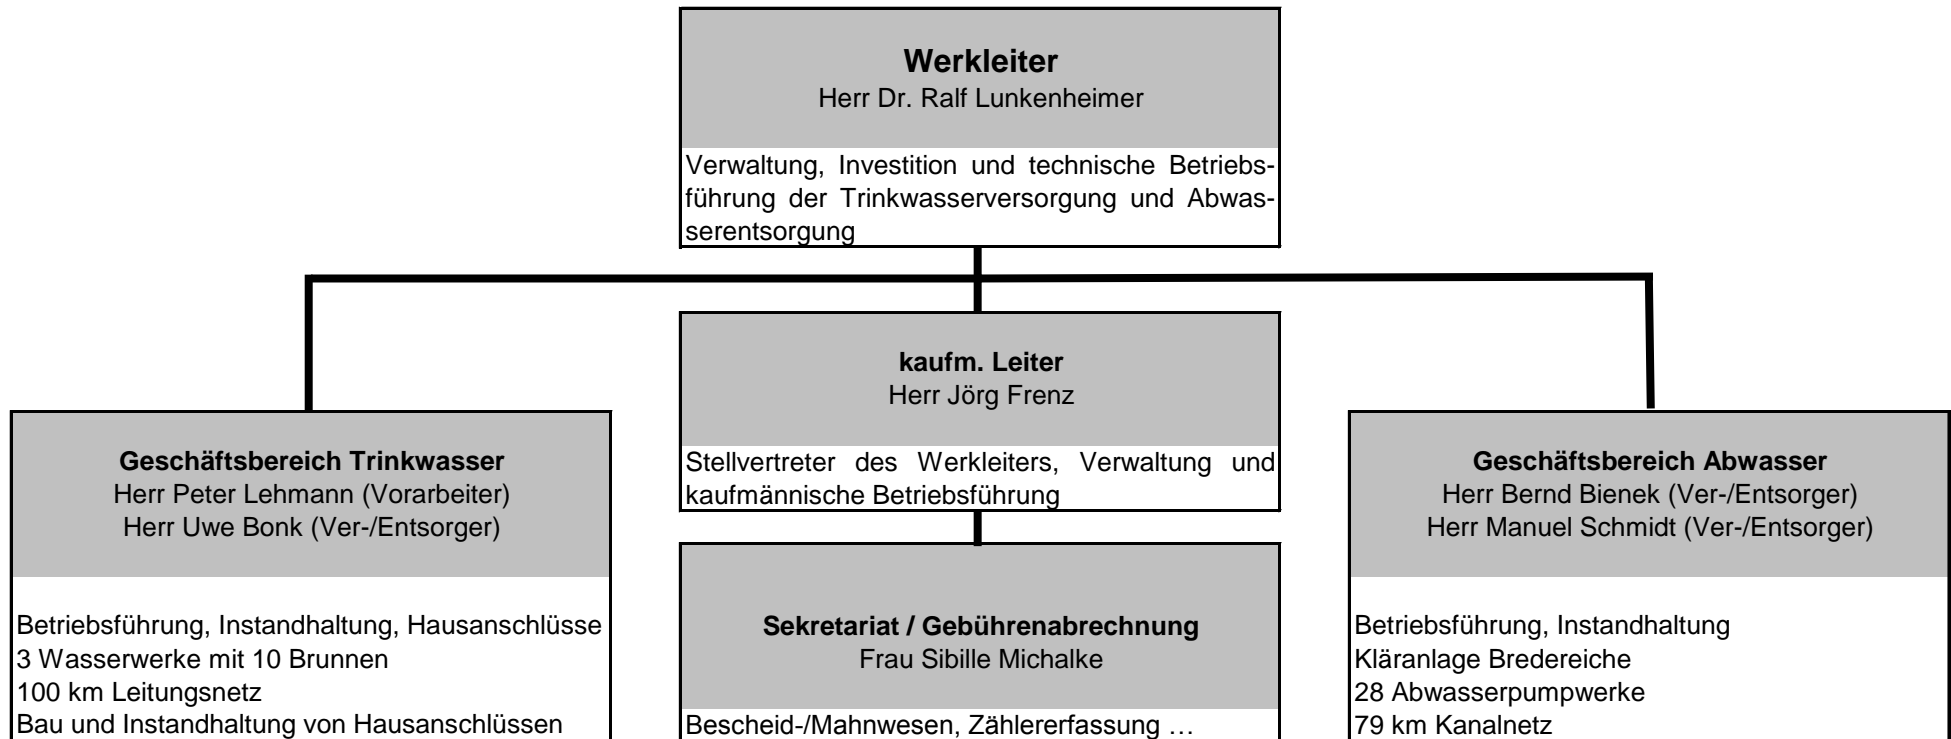 Werkleiter
Herr Dr. Ralf Lunkenheimer
Verwaltung, Investition und technische Betriebs-
führung der Trinkwasserversorgung und Abwas-
serentsorgung
kaufm. Leiter
Herr Jörg Frenz
Stellvertreter des Werkleiters, Verwaltung und
kaufmännische Betriebsführung
Geschäftsbereich Trinkwasser
Herr Peter Lehmann (Vorarbeiter)
Herr Uwe Bonk (Ver-/Entsorger)
Betriebsführung, Instandhaltung, Hausanschlüsse
3 Wasserwerke mit 10 Brunnen
100 km Leitungsnetz
Bau und Instandhaltung von Hausanschlüssen
Sekretariat / Gebührenabrechnung
Frau Sibille Michalke
Bescheid-/Mahnwesen, Zählererfassung …
Geschäftsbereich Abwasser
Herr Bernd Bienek (Ver-/Entsorger)
Herr Manuel Schmidt (Ver-/Entsorger)
Betriebsführung, Instandhaltung
Kläranlage Bredereiche
28 Abwasserpumpwerke
79 km Kanalnetz